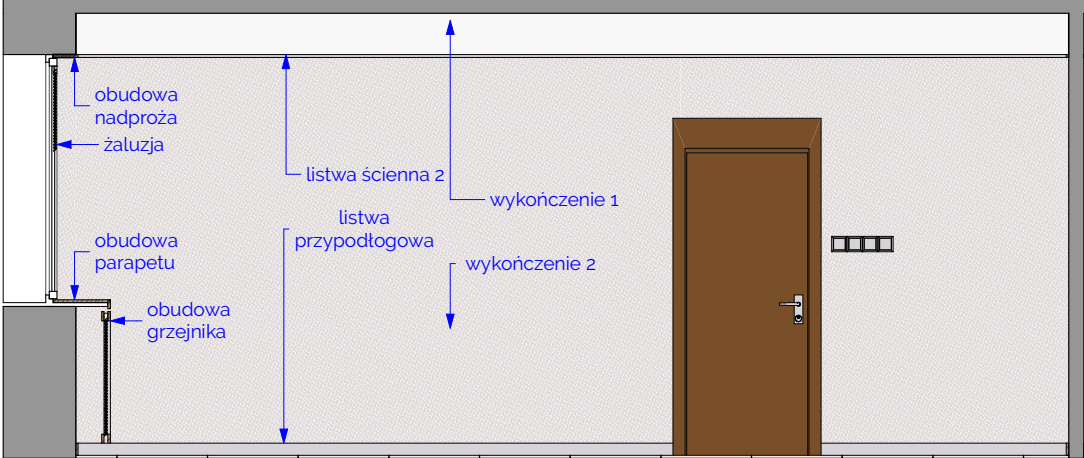 obudowa
nadproża
żaluzja
listwa ścienna 2
wykończenie 1
listwa
przypodłogowa
obudowa
parapetu
wykończenie 2
obudowa
grzejnika